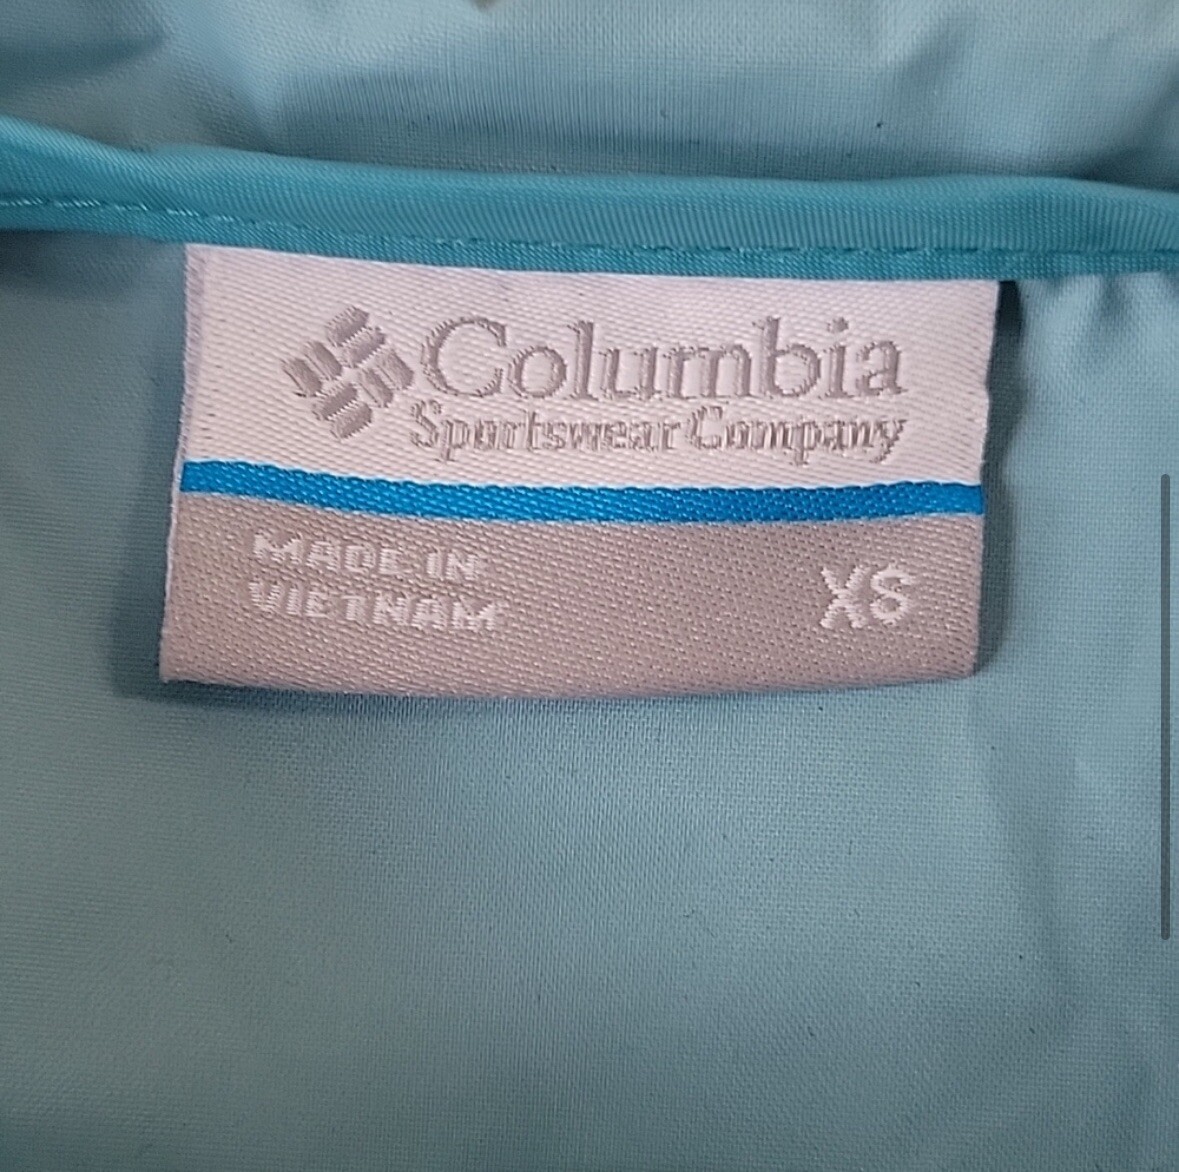 Columbia
Sportswear Company
MADE IN
VIETNAM
XS